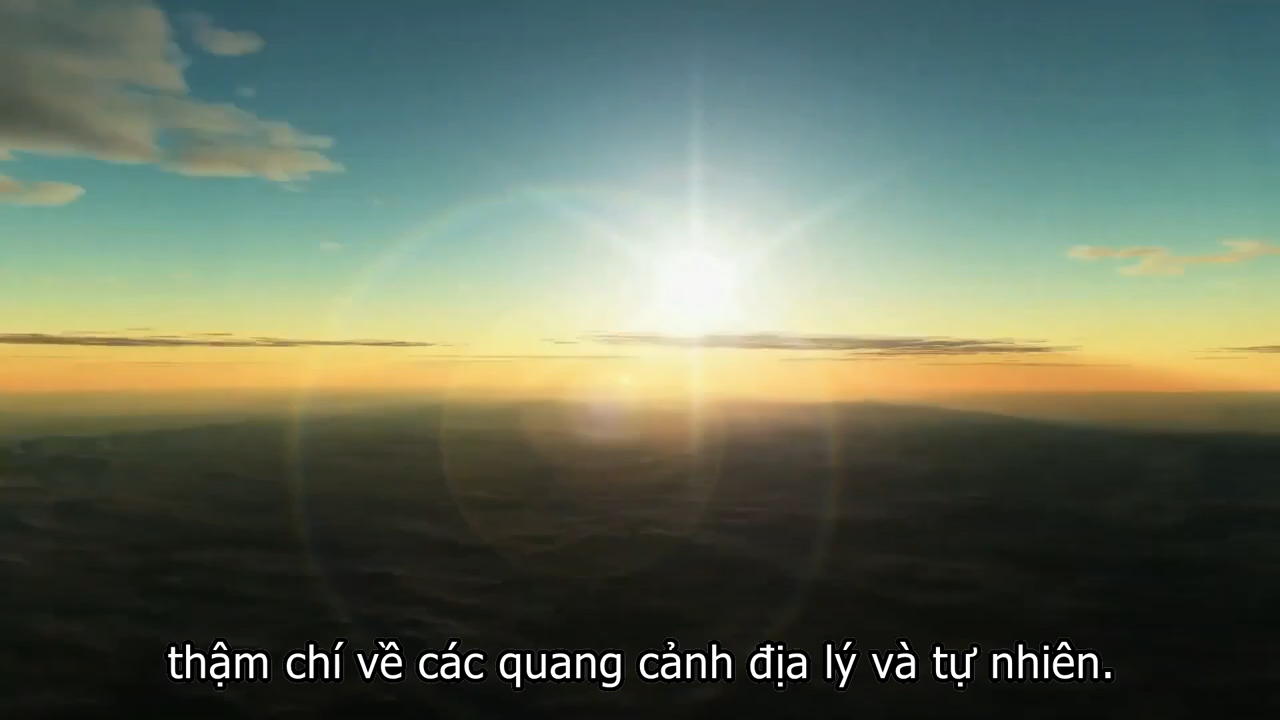 thậm chí về các quang cảnh địa lý và tự nhiên.